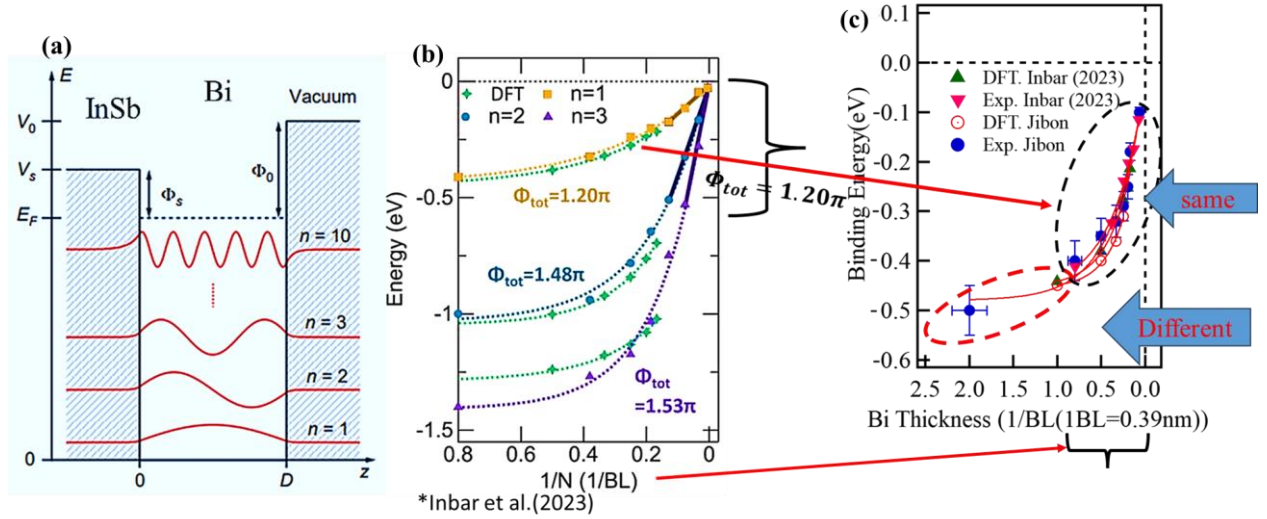 (a)
E
InSb
Bi
Vacuum
V₀
Vₛ
E_F
Φₛ
Φ₀
n = 10
n = 3
n = 2
n = 1
0
0
D
z
(b)
0
-0.5
-1
-1.5
Energy (eV)
DFT
n=1
n=2
n=3
Φtot=1.20π
Φtot=1.48π
Φtot
=1.53π
0.8
0.6
0.4
0.2
0
1/N (1/BL)
*Inbar et al.(2023)
Φtot = 1.20π
(c)
0.1
0.0
-0.1
-0.2
-0.3
-0.4
-0.5
-0.6
Binding Energy(eV)
DFT. Inbar (2023)
Exp. Inbar (2023)
DFT. Jibon
Exp. Jibon
same
Different
2.5
2.0
1.5
1.0
0.5
0.0
Bi Thickness (1/BL(1BL=0.39nm))